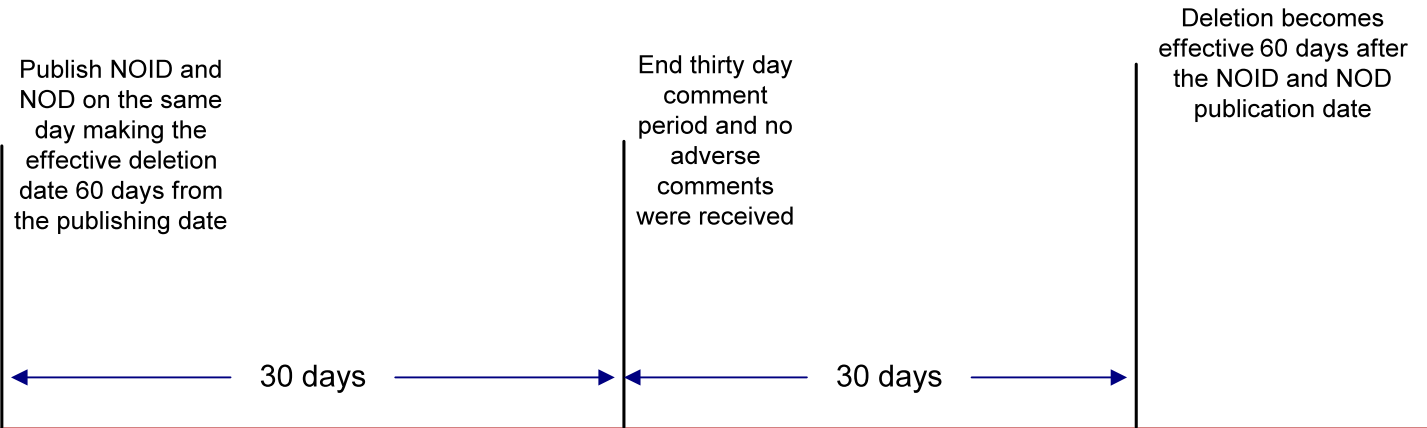 Publish NOID and
NOD on the same
day making the
effective deletion
date 60 days from
the publishing date
End thirty day
comment
period and no
adverse
comments
were received
Deletion becomes
effective 60 days after
the NOID and NOD
publication date
30 days
30 days